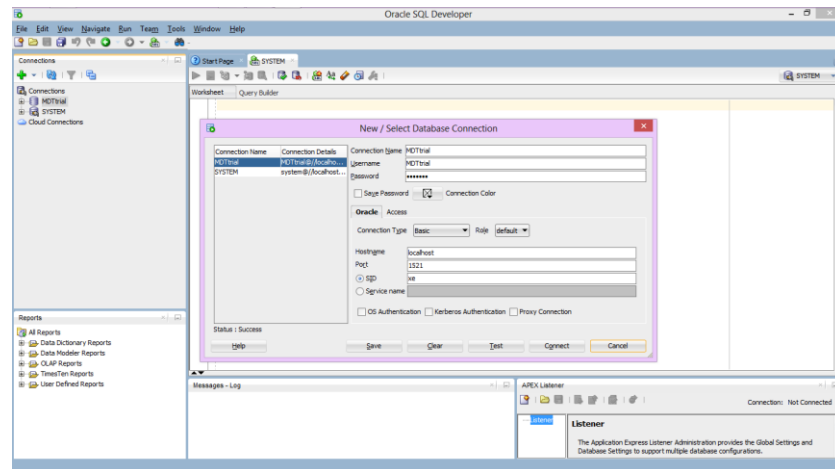 Oracle SQL Developer
File Edit View Navigate Run Team Tools Window Help
Connections
Start Page
SYSTEM
SYSTEM
Worksheet Query Builder
Connections
MDTtrial
SYSTEM
Cloud Connections
New / Select Database Connection
Connection Name Connection Details
MDTtrial MDTtrial@//localho...
SYSTEM system@//localhost...
Connection Name MDTtrial
Username MDTtrial
Password •••••••
Save Password Connection Color
Oracle Access
Connection Type Basic Role default
Hostname localhost
Port 1521
SID xe
Service name
OS Authentication Kerberos Authentication Proxy Connection
Status : Success
Help Save Clear Test Connect Cancel
Reports
All Reports
Data Dictionary Reports
Data Modeler Reports
OLAP Reports
TimesTen Reports
User Defined Reports
Messages - Log
APEX Listener
Connection: Not Connected
Listener
Listener
The Application Express Listener Administration provides the Global Settings and
Database Settings to support multiple database configurations.